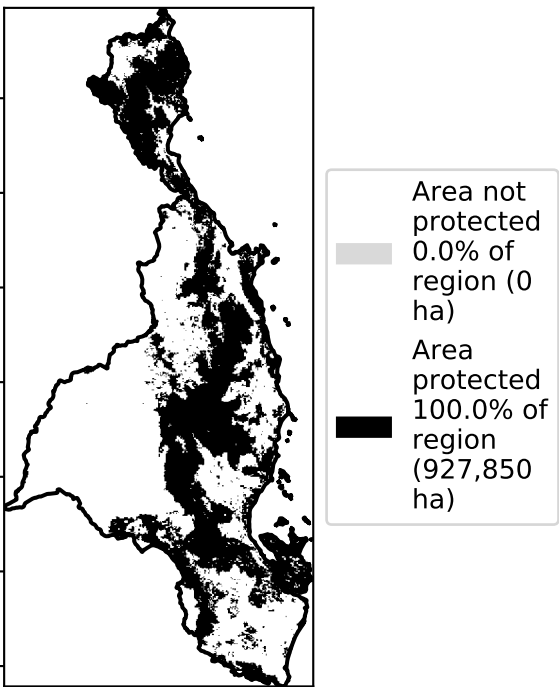 Area not
protected
0.0% of
region (0
ha)
Area
protected
100.0% of
region
(927,850
ha)